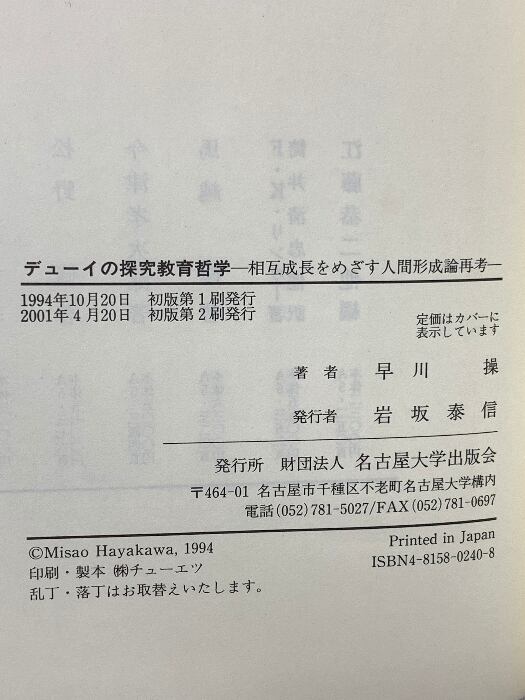 デューイの探究教育哲学―相互成長をめざす人間形成論再考―
1994年10月20日　初版第1刷発行
2001年4月20日　初版第2刷発行
定価はカバーに
表示しています
著者　早川　操
発行者　岩坂泰信
発行所　財団法人　名古屋大学出版会
〒464-01　名古屋市千種区不老町名古屋大学構内
電話(052)781-5027/FAX(052)781-0697
©Misao Hayakawa, 1994
Printed in Japan
印刷・製本 ㈱チューエツ
ISBN4-8158-0240-8
乱丁・落丁はお取替えいたします。